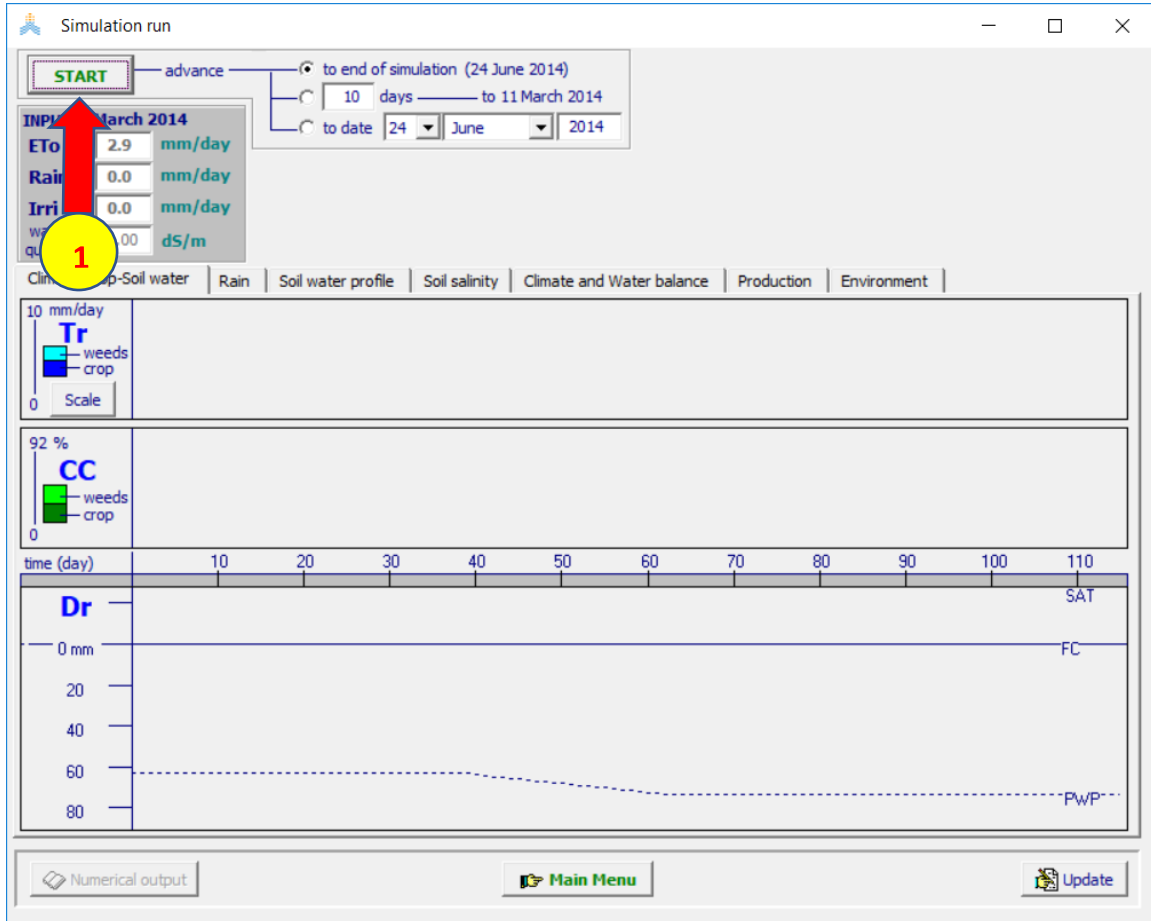 Simulation run
START advance to end of simulation (24 June 2014)
10 days to 11 March 2014
to date 24 June 2014
March 2014
ETo 2.9 mm/day
Rain 0.0 mm/day
Irri 0.0 mm/day
00 dS/m
1
-Soil water Rain Soil water profile Soil salinity Climate and Water balance Production Environment
10 mm/day
Tr
weeds
crop
0 Scale
92 %
CC
weeds
crop
0
time (day) 10 20 30 40 50 60 70 80 90 100 110
Dr SAT
0 mm FC
20
40
60
80 PWP
Numerical output Main Menu Update